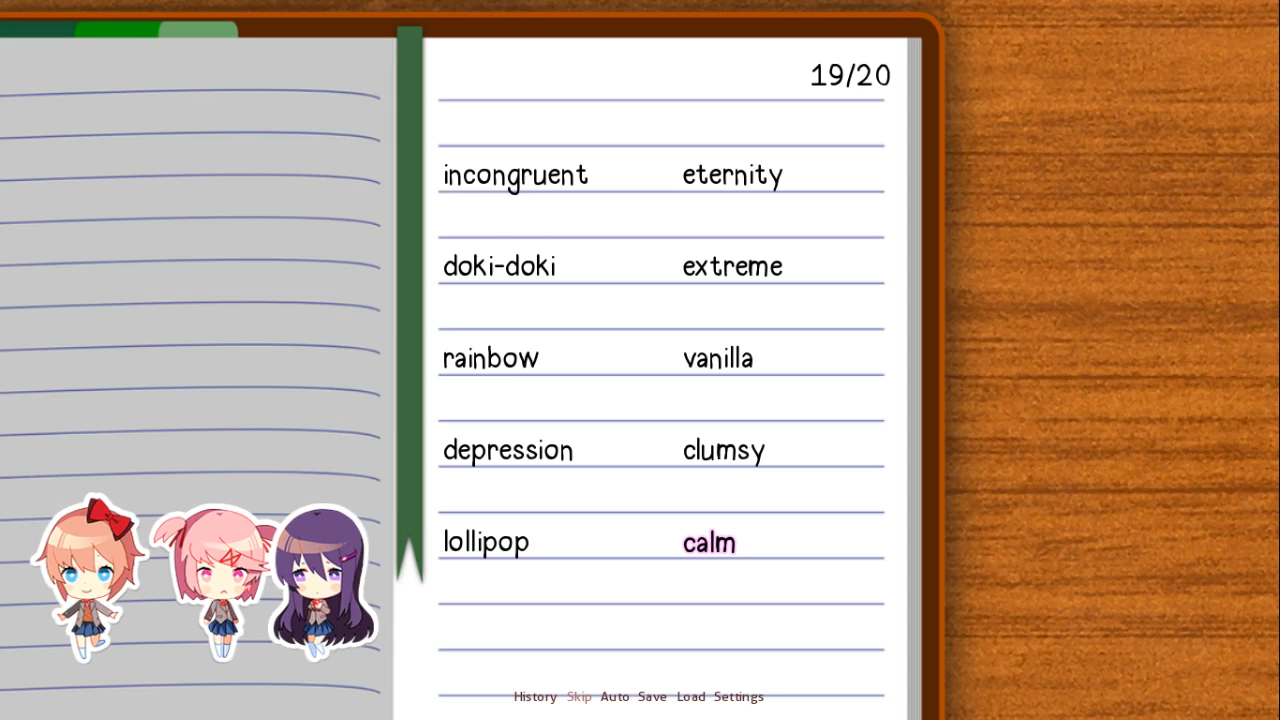 19/20
incongruent eternity
doki-doki extreme
rainbow vanilla
depression clumsy
lollipop calm
History Skip Auto Save Load Settings